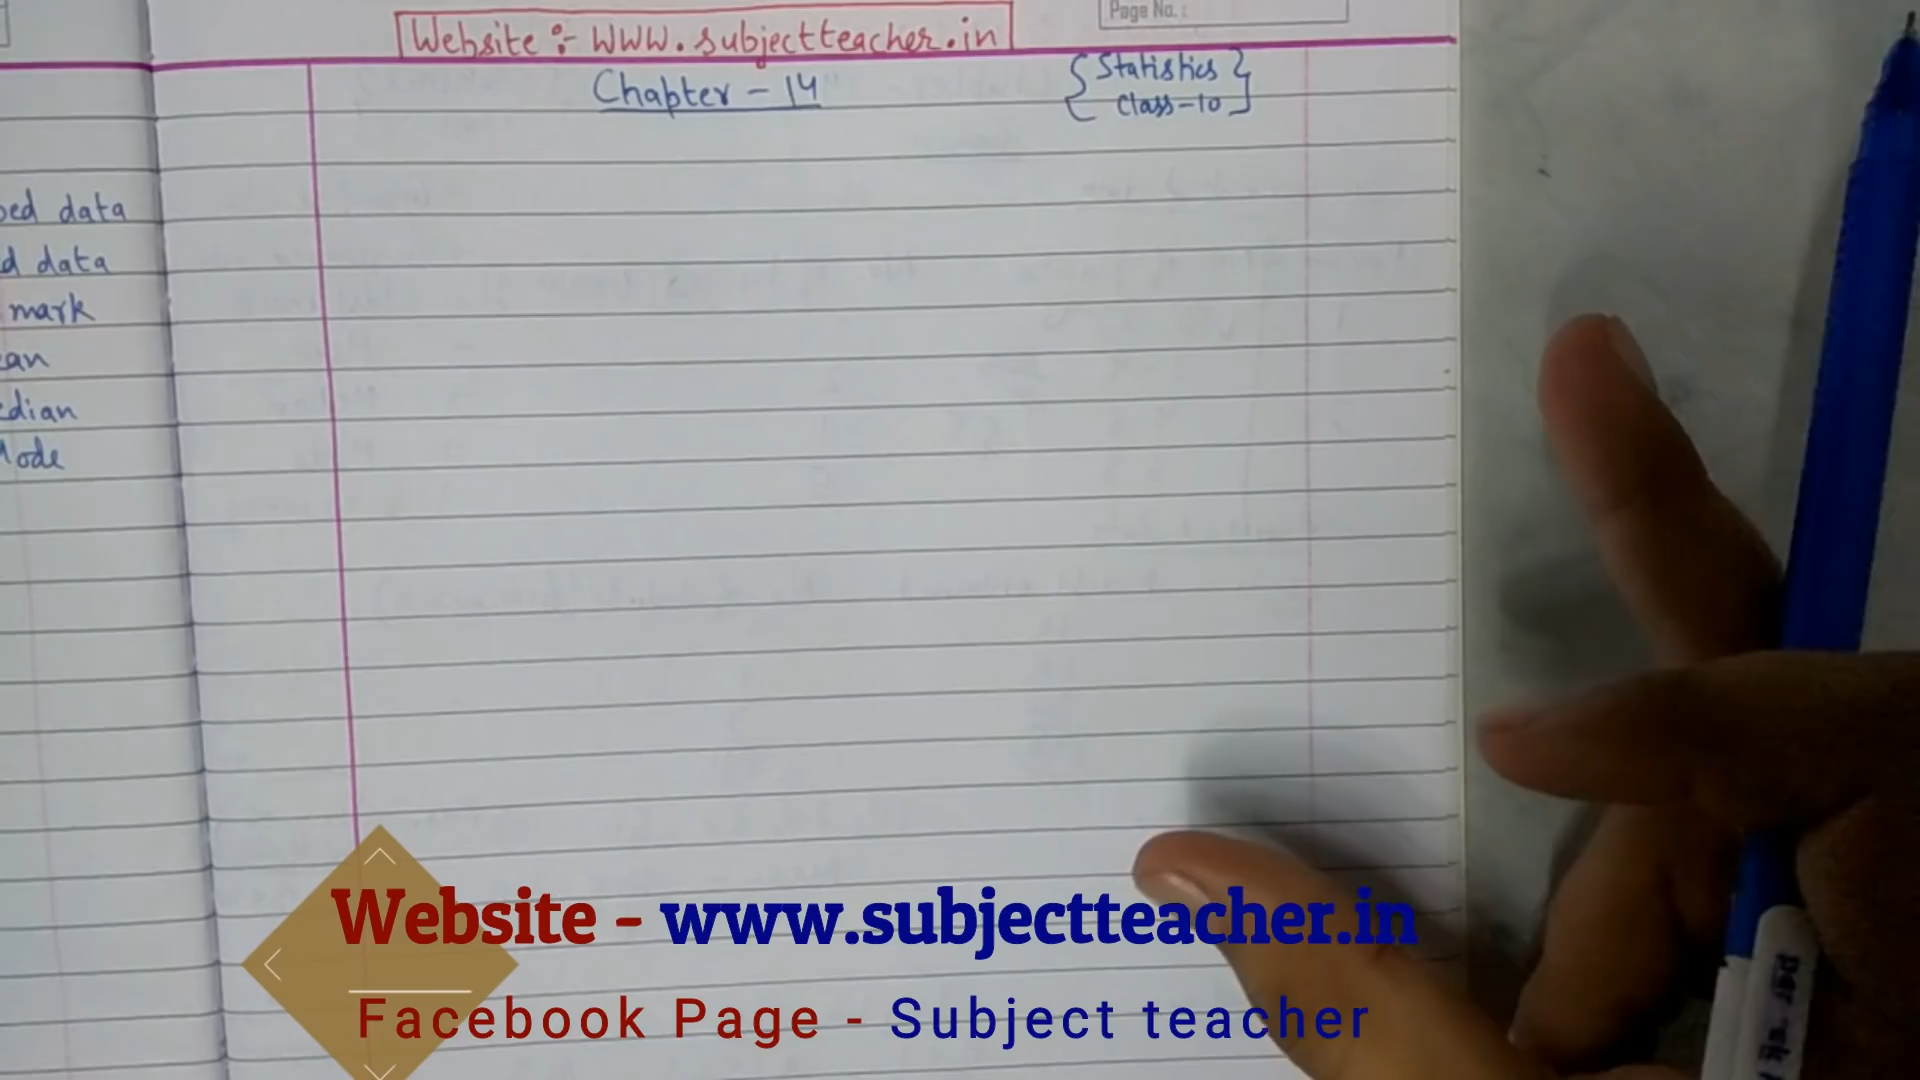 Page No. :
Website :- www.subjectteacher.in
Chapter - 14
{ Statistics
Class-10 }
data
d data
mark
an
dian
ode
Website - www.subjectteacher.in
Facebook Page - Subject teacher